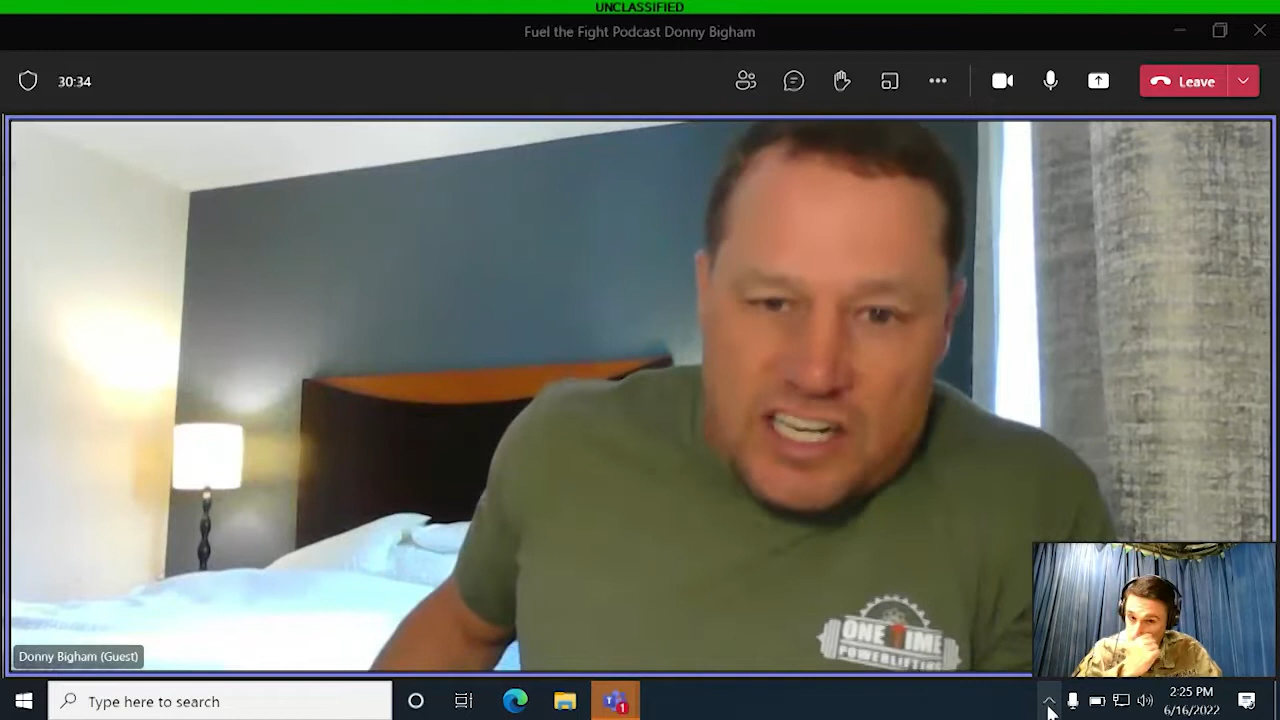 UNCLASSIFIED
Fuel the Fight Podcast Donny Bigham
30:34
Leave
ONE TIME
POWERLIFTING
Donny Bigham (Guest)
Type here to search
T
1
2:25 PM
6/16/2022